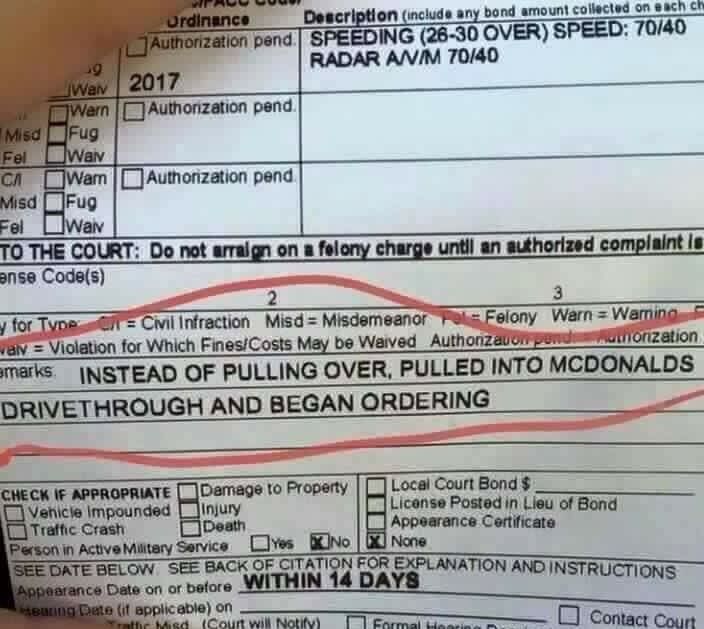 Ordinance Description (include any bond amount collected on each
Authorization pend. SPEEDING (26-30 OVER) SPEED: 70/40
RADAR A/V/M 70/40
Waiv 2017
Warn Authorization pend.
Misd Fug
Fel Waiv
C/I Warn Authorization pend.
Misd Fug
Fel Waiv
TO THE COURT: Do not arraign on a felony charge until an authorized complaint is
Code(s)
2 3
for Type: C/I = Civil Infraction Misd = Misdemeanor Fel = Felony Warn = Warning
= Violation for Which Fines/Costs May be Waived Authorization pend. = Authorization
INSTEAD OF PULLING OVER, PULLED INTO MCDONALDS
DRIVETHROUGH AND BEGAN ORDERING
CHECK IF APPROPRIATE Damage to Property Local Court Bond $
Vehicle Impounded Injury License Posted in Lieu of Bond
Traffic Crash Death Appearance Certificate
Person in Active Military Service Yes X No X None
SEE DATE BELOW. SEE BACK OF CITATION FOR EXPLANATION AND INSTRUCTIONS
Appearance Date on or before WITHIN 14 DAYS
Hearing Date (if applicable) on Contact Court
Traffic Misd. (Court will Notify) Formal Hearing